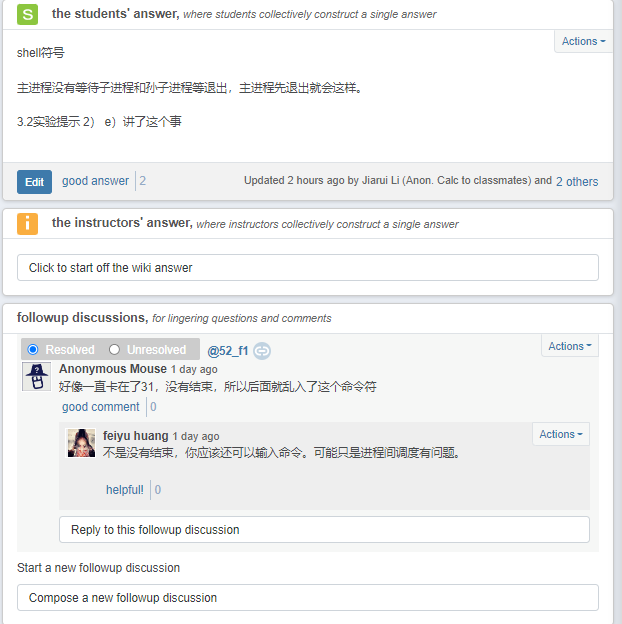 S the students' answer, where students collectively construct a single answer
Actions
shell符号
主进程没有等待子进程和孙子进程等退出，主进程先退出就会这样。
3.2实验提示 2） e）讲了这个事
Edit good answer 2 Updated 2 hours ago by Jiarui Li (Anon. Calc to classmates) and 2 others
i the instructors' answer, where instructors collectively construct a single answer
Click to start off the wiki answer
followup discussions, for lingering questions and comments
Resolved Unresolved @52_f1 Actions
Anonymous Mouse 1 day ago
好像一直卡在了31，没有结束，所以后面就乱入了这个命令符
good comment 0
feiyu huang 1 day ago Actions
不是没有结束，你应该还可以输入命令。可能只是进程间调度有问题。
helpful! 0
Reply to this followup discussion
Start a new followup discussion
Compose a new followup discussion